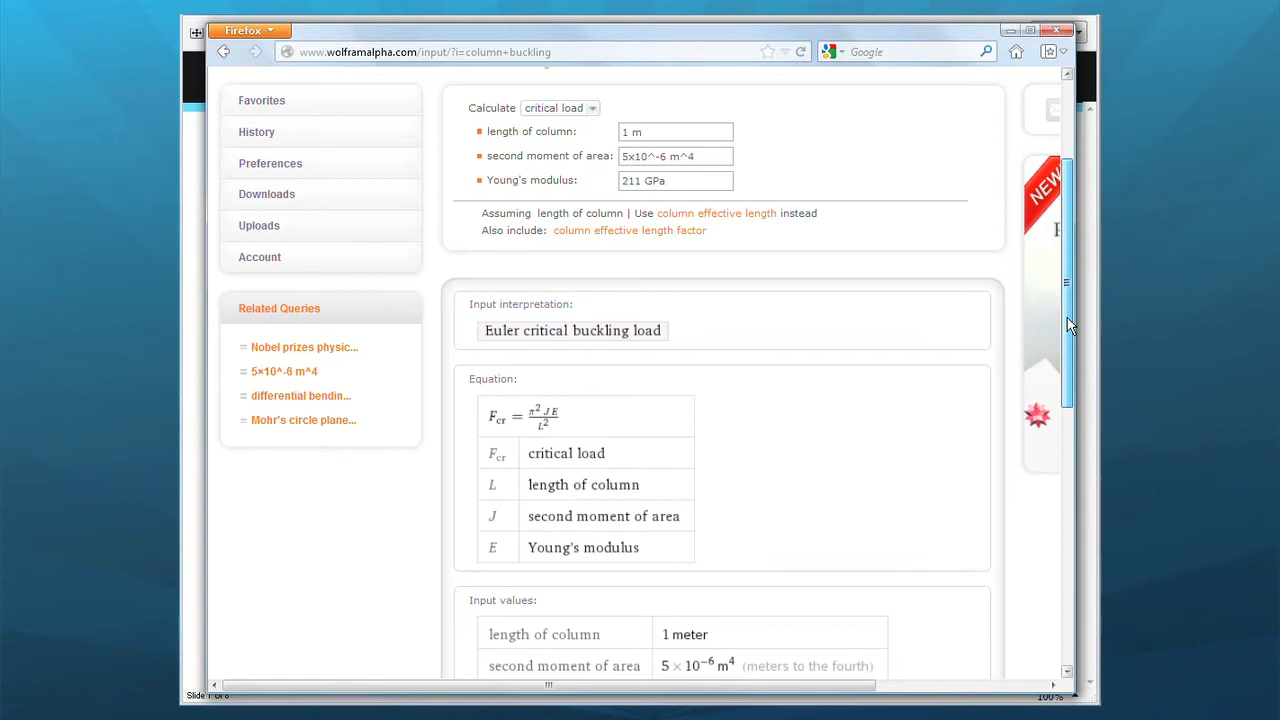 Firefox
www.wolframalpha.com/input/?i=column+buckling
Google
Favorites
History
Preferences
Downloads
Uploads
Account
Related Queries
Nobel prizes physic...
5×10^-6 m^4
differential bendin...
Mohr's circle plane...
Calculate critical load
length of column: 1 m
second moment of area: 5x10^-6 m^4
Young's modulus: 211 GPa
Assuming length of column | Use column effective length instead
Also include: column effective length factor
Input interpretation:
Euler critical buckling load
Equation:
F_cr = π² J E / L²
F_cr critical load
L length of column
J second moment of area
E Young's modulus
Input values:
length of column 1 meter
second moment of area 5 × 10⁻⁶ m⁴ (meters to the fourth)
NEW
100%